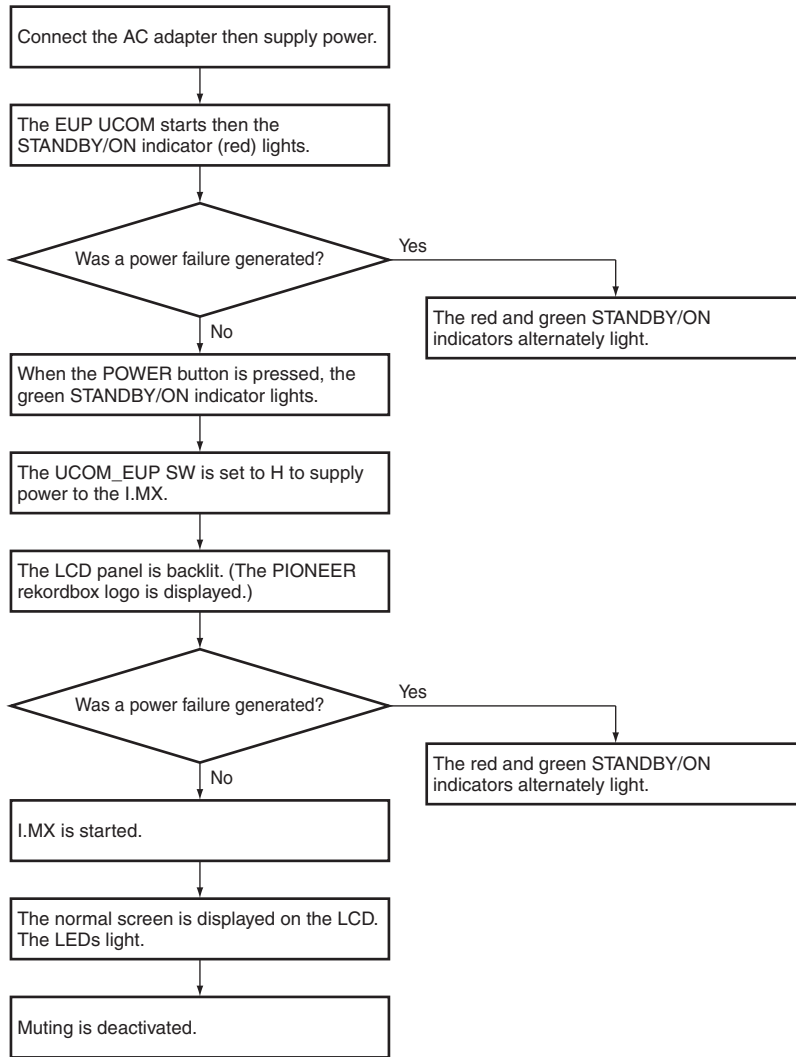 Connect the AC adapter then supply power.
The EUP UCOM starts then the
STANDBY/ON indicator (red) lights.
Was a power failure generated?
Yes
The red and green STANDBY/ON
indicators alternately light.
No
When the POWER button is pressed, the
green STANDBY/ON indicator lights.
The UCOM_EUP SW is set to H to supply
power to the I.MX.
The LCD panel is backlit. (The PIONEER
rekordbox logo is displayed.)
Was a power failure generated?
Yes
The red and green STANDBY/ON
indicators alternately light.
No
I.MX is started.
The normal screen is displayed on the LCD.
The LEDs light.
Muting is deactivated.